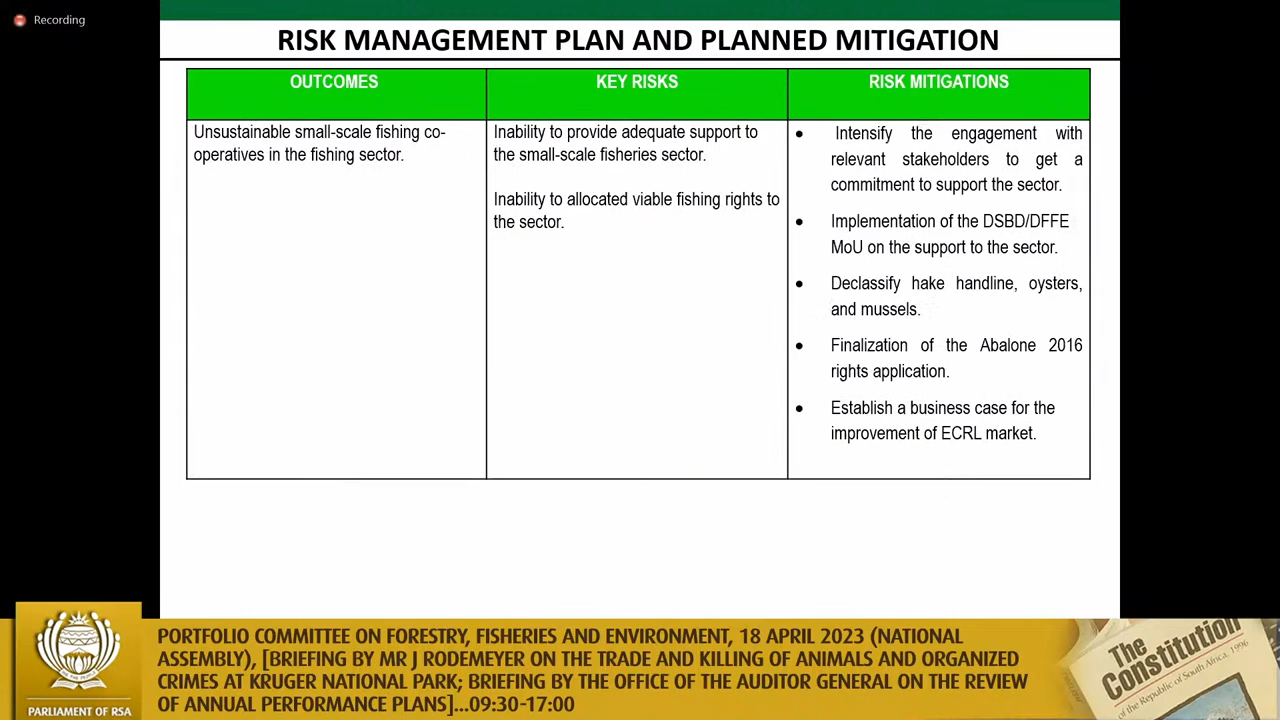 Recording
RISK MANAGEMENT PLAN AND PLANNED MITIGATION
OUTCOMES
KEY RISKS
RISK MITIGATIONS
Unsustainable small-scale fishing co-
operatives in the fishing sector.
Inability to provide adequate support to
the small-scale fisheries sector.
Inability to allocated viable fishing rights to
the sector.
• Intensify the engagement with
relevant stakeholders to get a
commitment to support the sector.
• Implementation of the DSBD/DFFE
MoU on the support to the sector.
• Declassify hake handline, oysters,
and mussels.
• Finalization of the Abalone 2016
rights application.
• Establish a business case for the
improvement of ECRL market.
PORTFOLIO COMMITTEE ON FORESTRY, FISHERIES AND ENVIRONMENT, 18 APRIL 2023 (NATIONAL
ASSEMBLY), [BRIEFING BY MR J RODEMEYER ON THE TRADE AND KILLING OF ANIMALS AND ORGANIZED
CRIMES AT KRUGER NATIONAL PARK; BRIEFING BY THE OFFICE OF THE AUDITOR GENERAL ON THE REVIEW
OF ANNUAL PERFORMANCE PLANS]...09:30-17:00
PARLIAMENT OF RSA
The
Constitution
of the Republic of South Africa, 1996